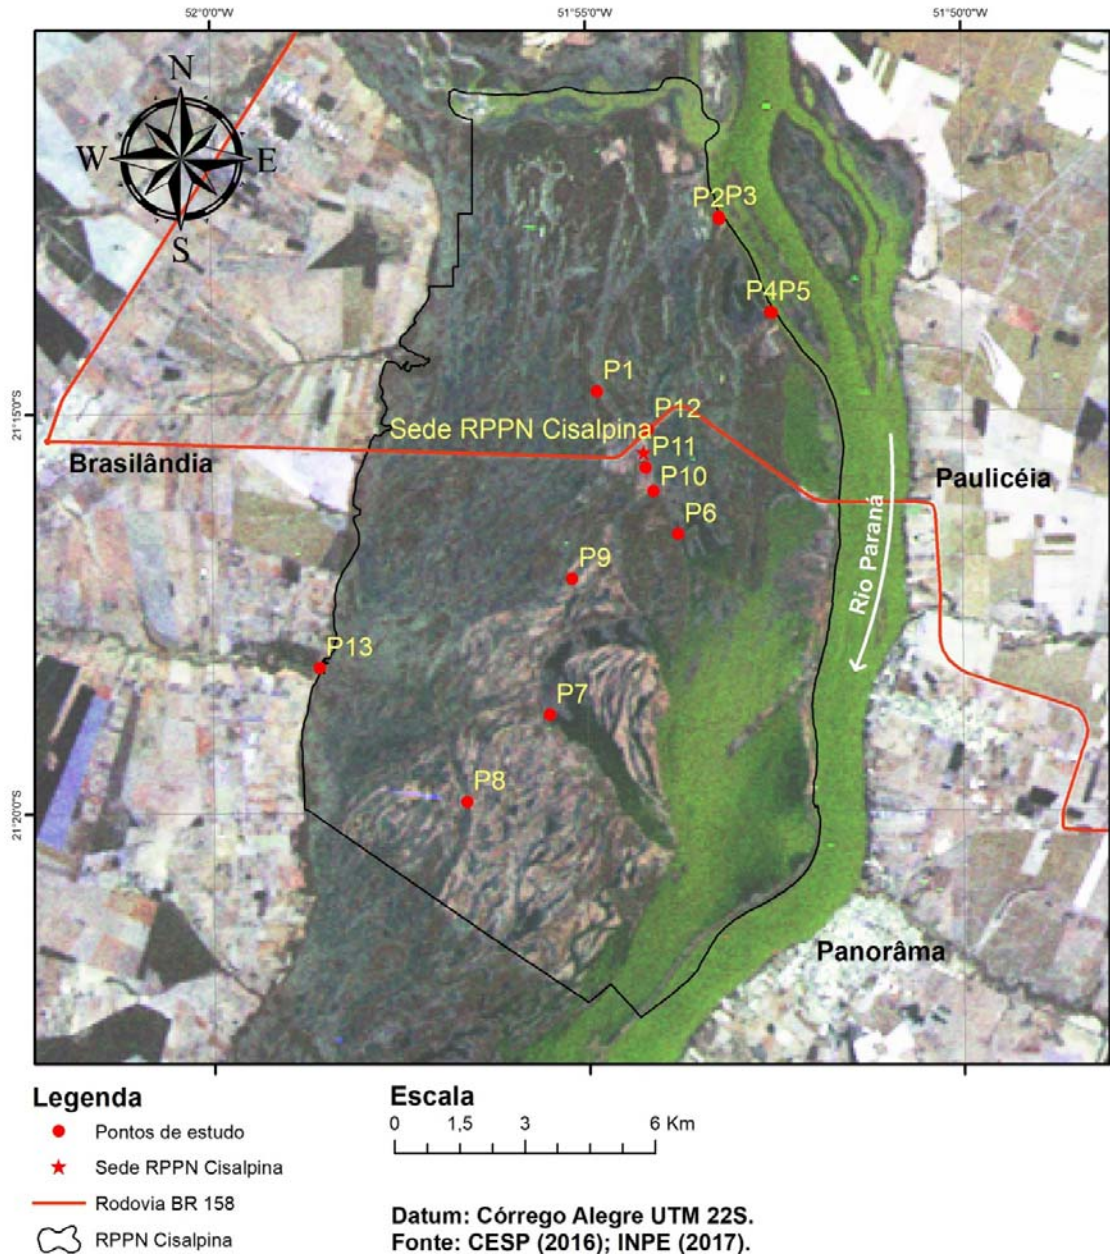 52°0'0"W
51°55'0"W
51°50'0"W
N
W
E
S
P2P3
P4P5
P1
21°15'0"S
P12
Sede RPPN Cisalpina
P11
Brasilândia
P10
Paulicéia
P6
Rio Paraná
P9
P13
P7
P8
21°20'0"S
Panorâma
Legenda
Pontos de estudo
Sede RPPN Cisalpina
Rodovia BR 158
RPPN Cisalpina
Escala
0 1,5 3 6 Km
Datum: Córrego Alegre UTM 22S.
Fonte: CESP (2016); INPE (2017).